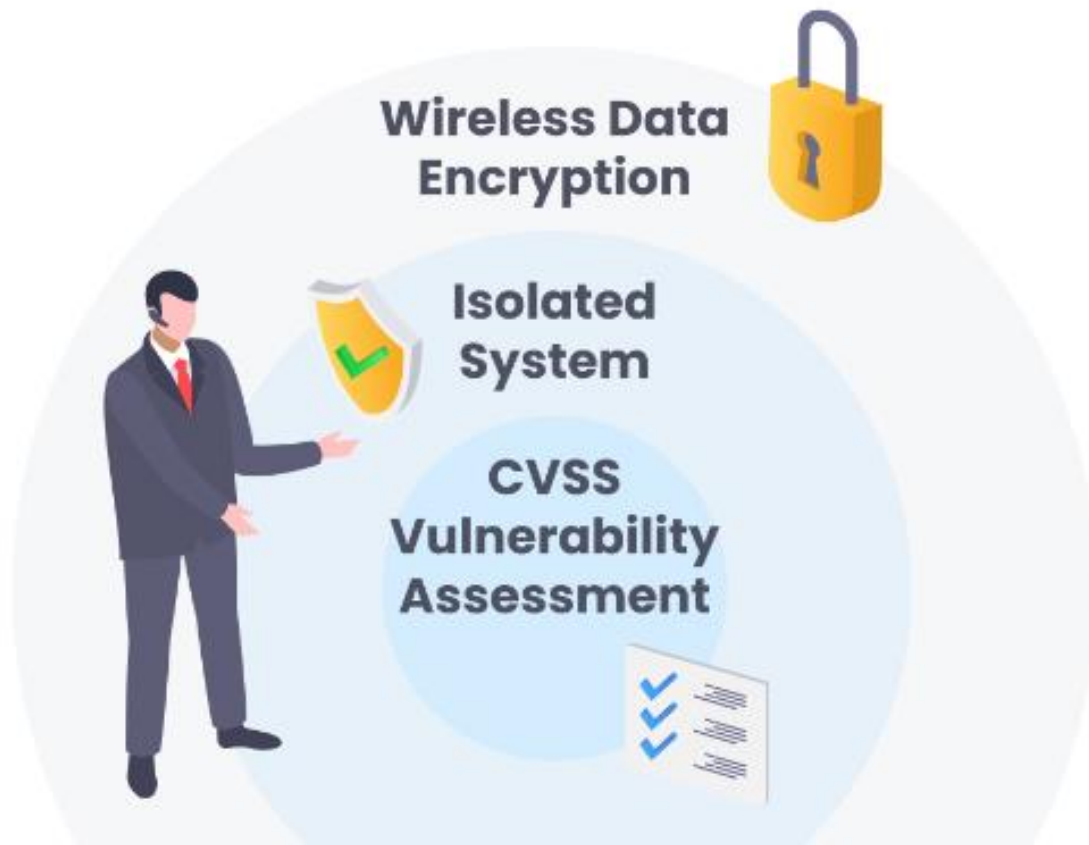 Wireless Data
Encryption
Isolated
System
CVSS
Vulnerability
Assessment